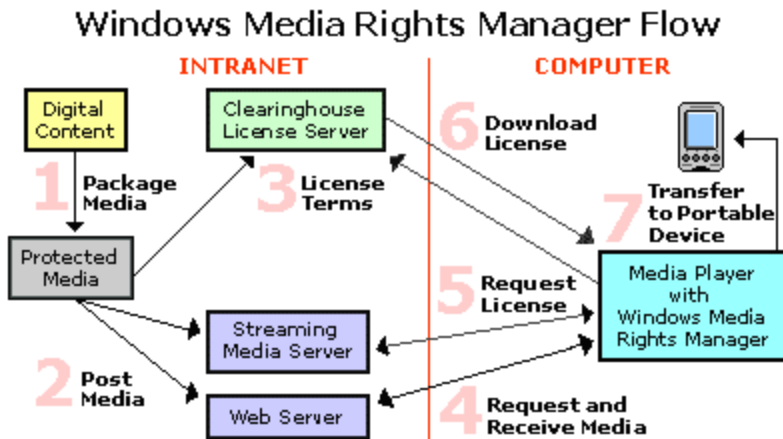 Windows Media Rights Manager Flow
INTRANET
COMPUTER
Digital
Content
Clearinghouse
License Server
6 Download
License
1 Package
Media
3 License
Terms
7 Transfer
to Portable
Device
Protected
Media
5 Request
License
Media Player
with
Windows Media
Rights Manager
Streaming
Media Server
2 Post
Media
Web Server
4 Request and
Receive Media